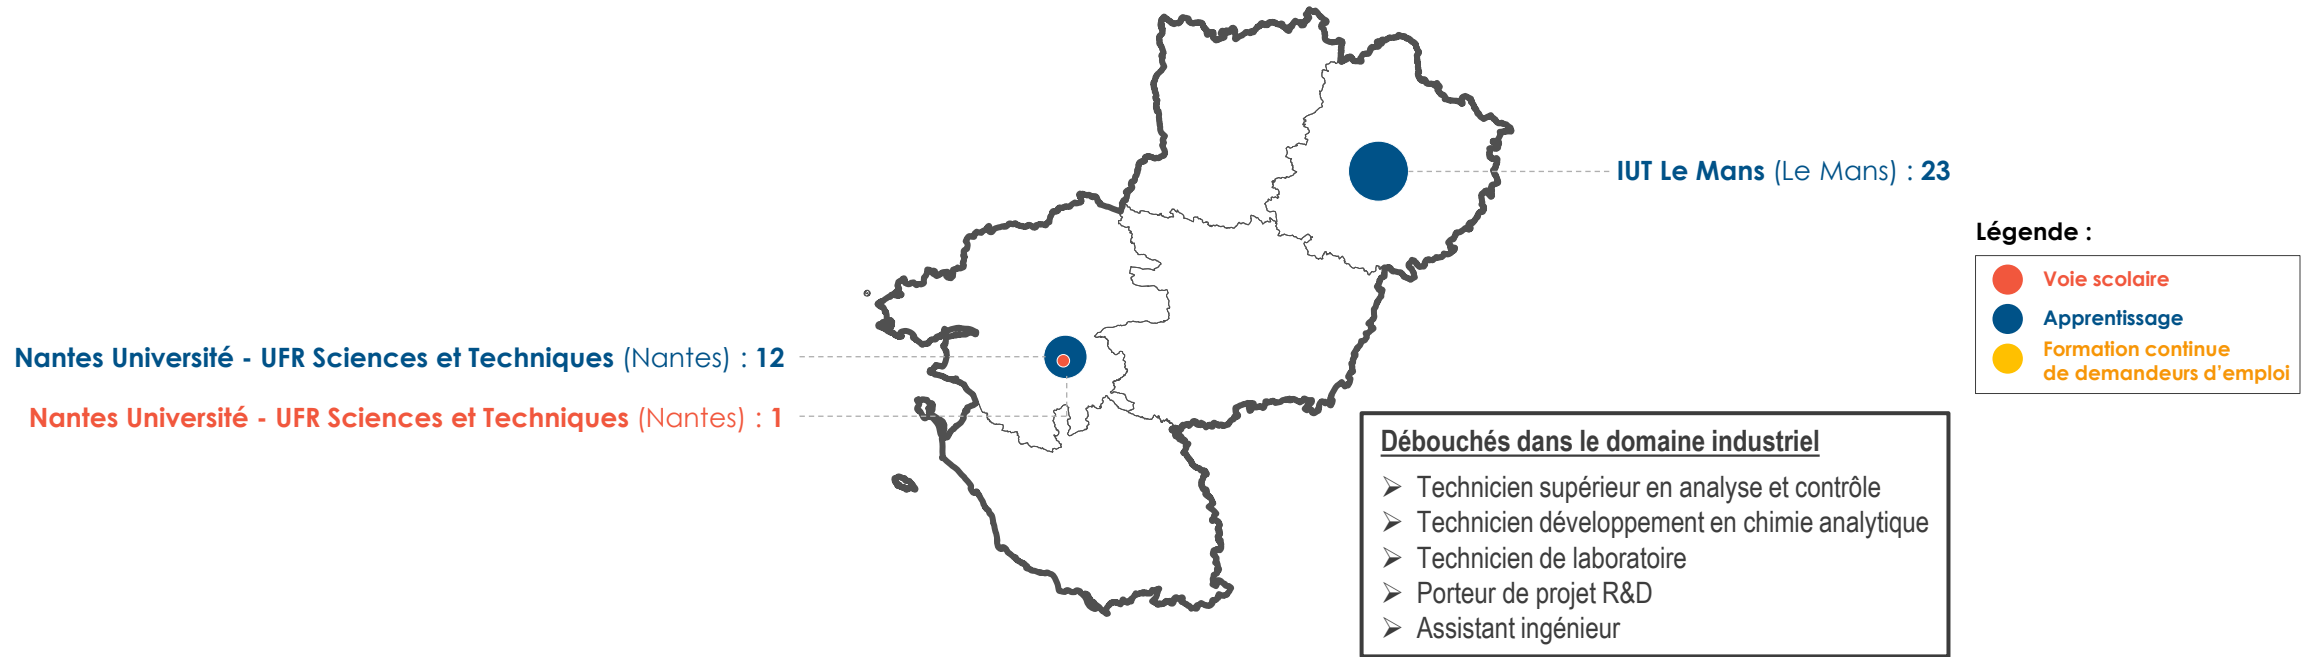 IUT Le Mans (Le Mans) : 23
Légende :
Voie scolaire
Apprentissage
Formation continue
de demandeurs d'emploi
Nantes Université - UFR Sciences et Techniques (Nantes) : 12
Nantes Université - UFR Sciences et Techniques (Nantes) : 1
Débouchés dans le domaine industriel
➢ Technicien supérieur en analyse et contrôle
➢ Technicien développement en chimie analytique
➢ Technicien de laboratoire
➢ Porteur de projet R&D
➢ Assistant ingénieur